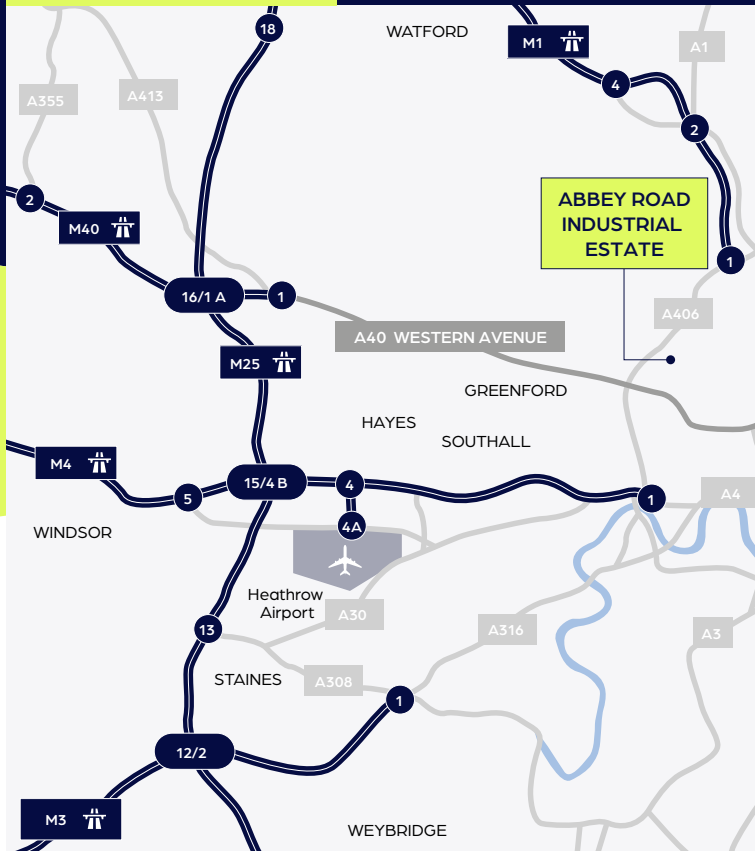 18
WATFORD
M1
A1
4
A355
A413
2
2
M40
ABBEY ROAD
INDUSTRIAL
ESTATE
1
16/1 A
1
A406
A40 WESTERN AVENUE
M25
GREENFORD
HAYES
SOUTHALL
M4
15/4 B
4
5
1
A4
4A
WINDSOR
Heathrow
Airport
A30
13
A316
A3
STAINES
A308
1
12/2
M3
WEYBRIDGE